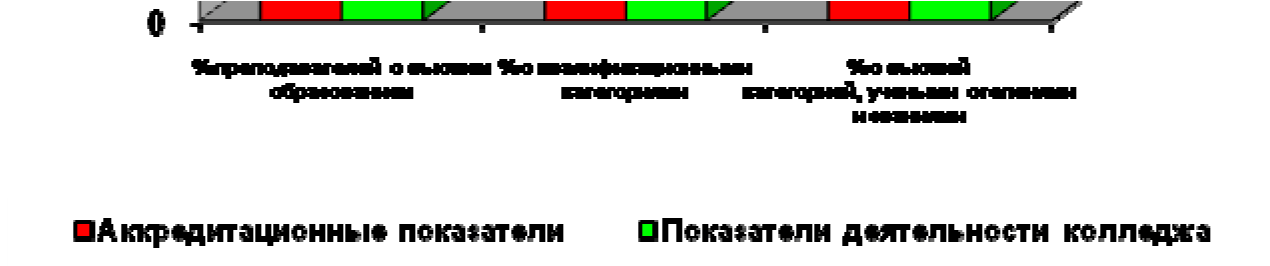 0
% преподавателей с высшим % с квалификационными % с высшей
образованием категориями категорией, учеными степенями
и званиями
Аккредитационные показатели Показатели деятельности колледжа